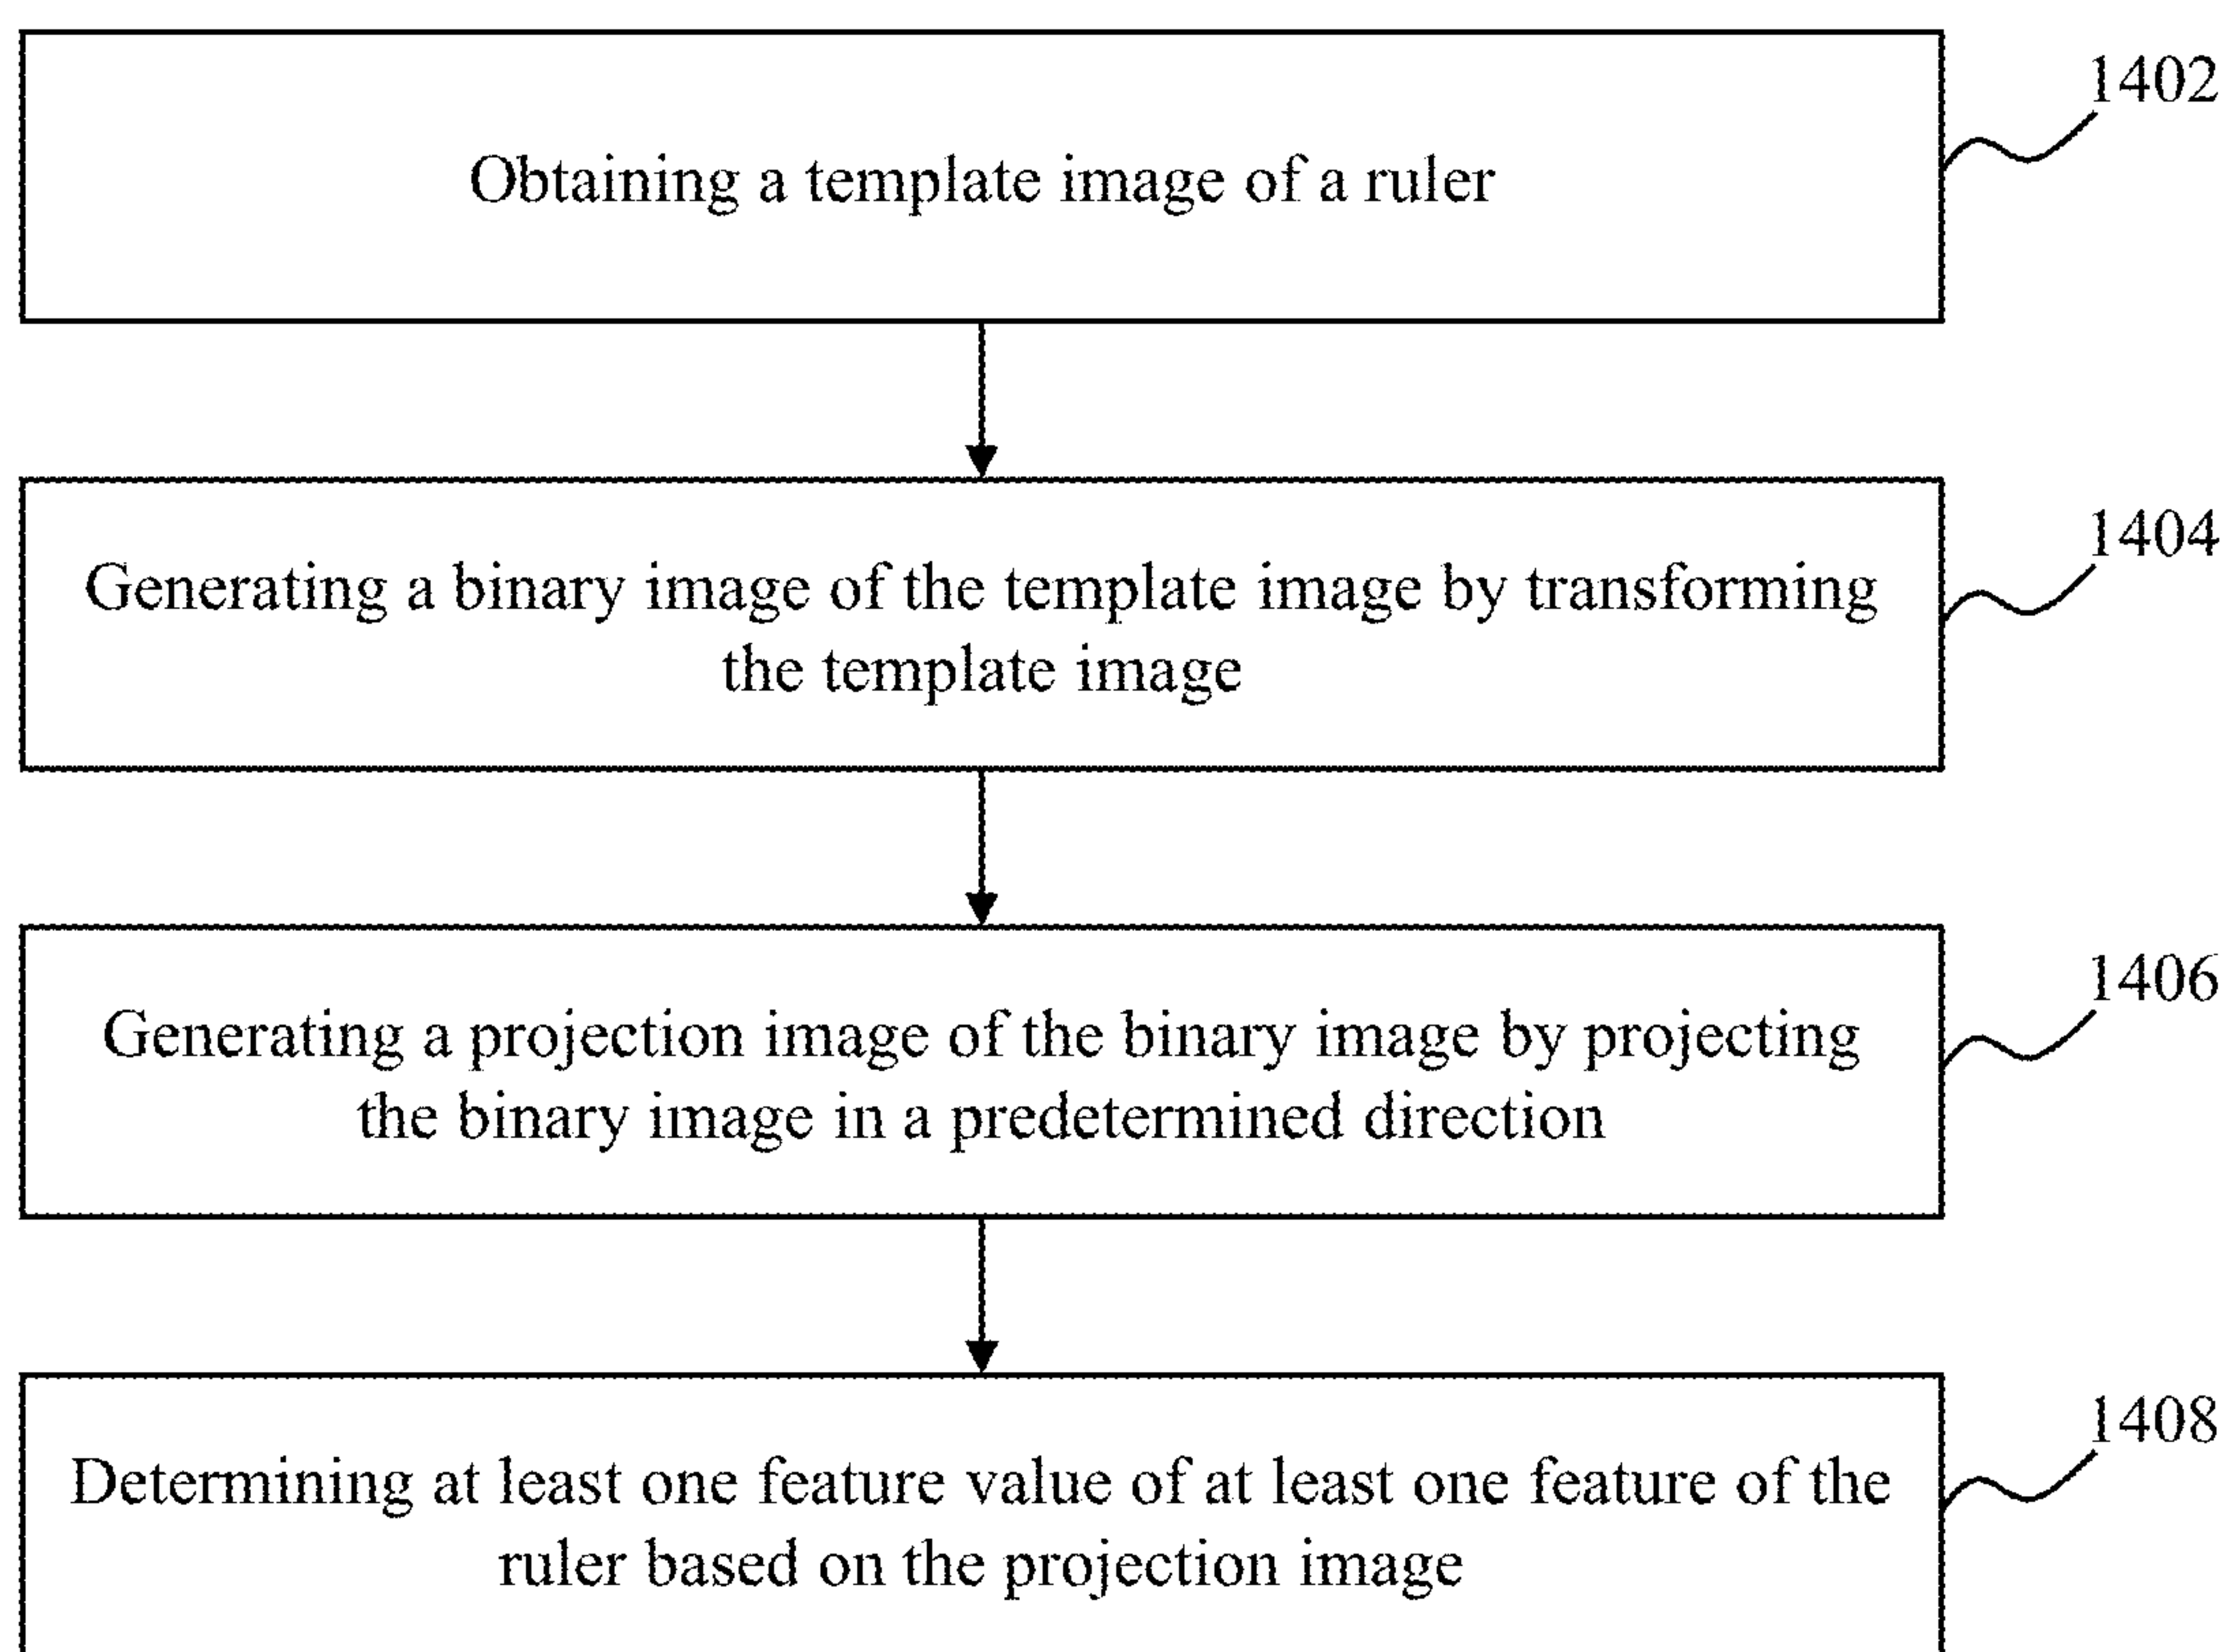 1402
Obtaining a template image of a ruler
1404
Generating a binary image of the template image by transforming
the template image
1406
Generating a projection image of the binary image by projecting
the binary image in a predetermined direction
1408
Determining at least one feature value of at least one feature of the
ruler based on the projection image